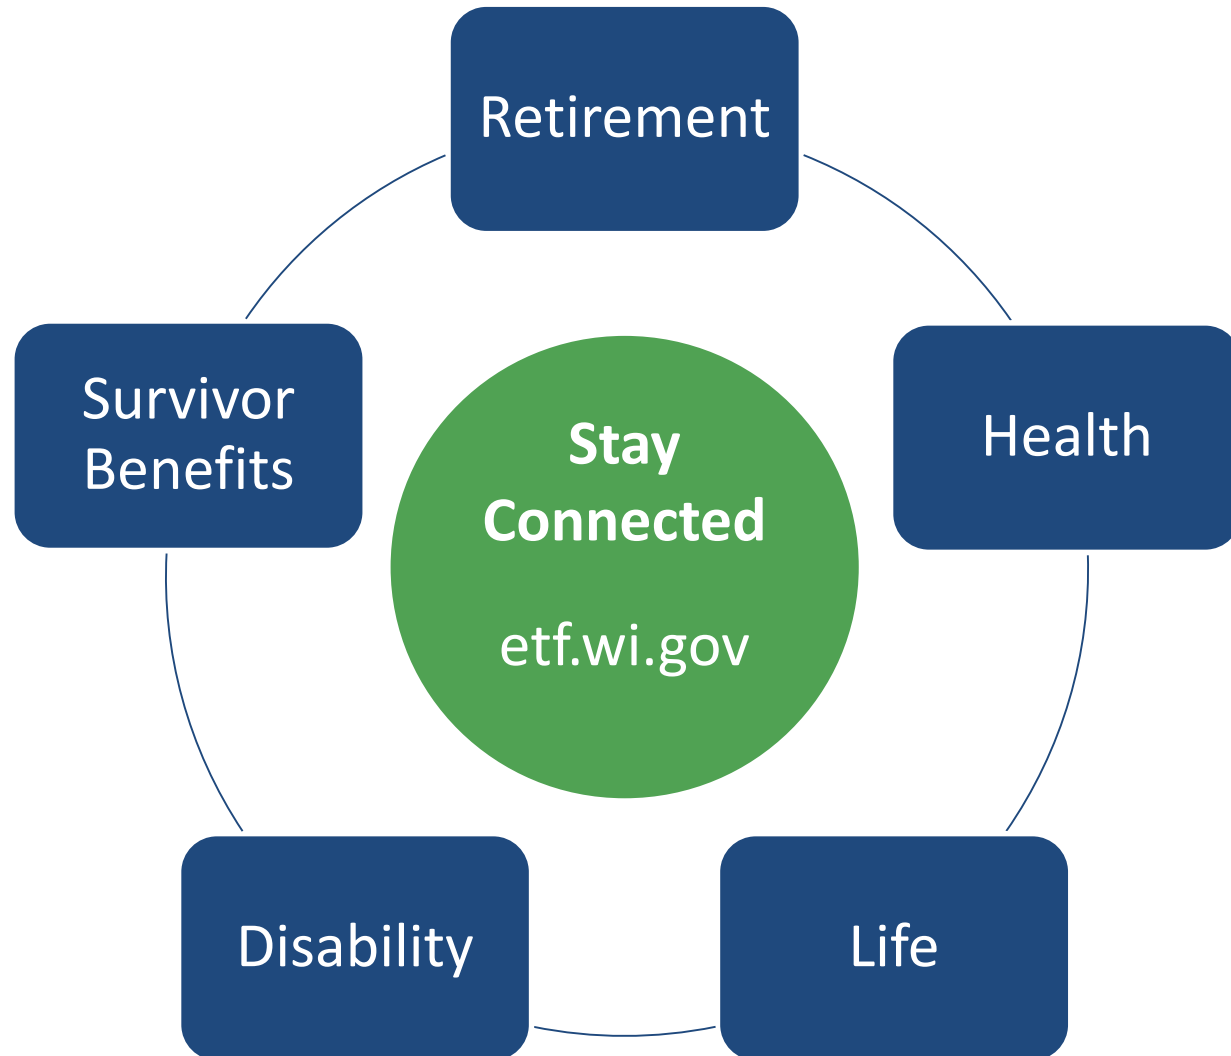 Retirement
Survivor
Benefits
Health
Stay
Connected
etf.wi.gov
Disability
Life